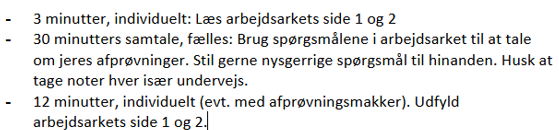 - 3 minutter, individuelt: Læs arbejdsarkets side 1 og 2
- 30 minutters samtale, fælles: Brug spørgsmålene i arbejdsarket til at tale
om jeres afprøvninger. Stil gerne nysgerrige spørgsmål til hinanden. Husk at
tage noter hver især undervejs.
- 12 minutter, individuelt (evt. med afprøvningsmakker). Udfyld
arbejdsarkets side 1 og 2.